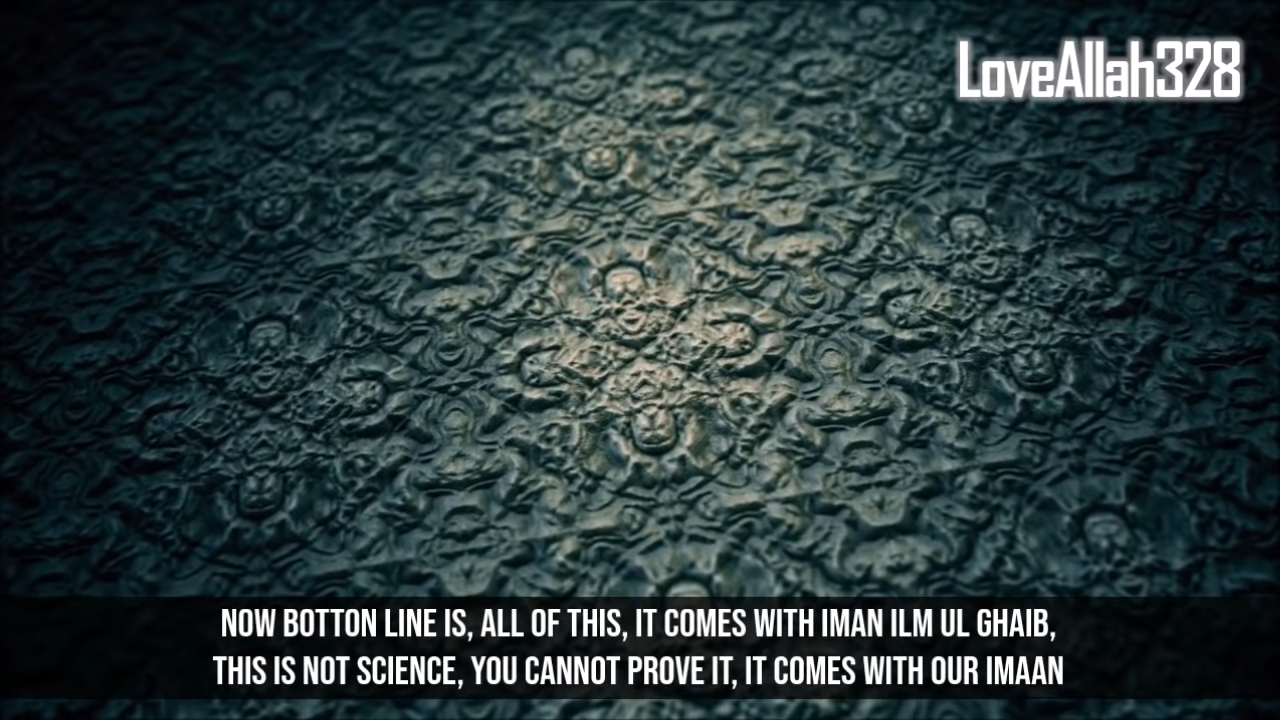 LoveAllah328
NOW BOTTON LINE IS, ALL OF THIS, IT COMES WITH IMAN ILM UL GHAIB,
THIS IS NOT SCIENCE, YOU CANNOT PROVE IT, IT COMES WITH OUR IMAAN